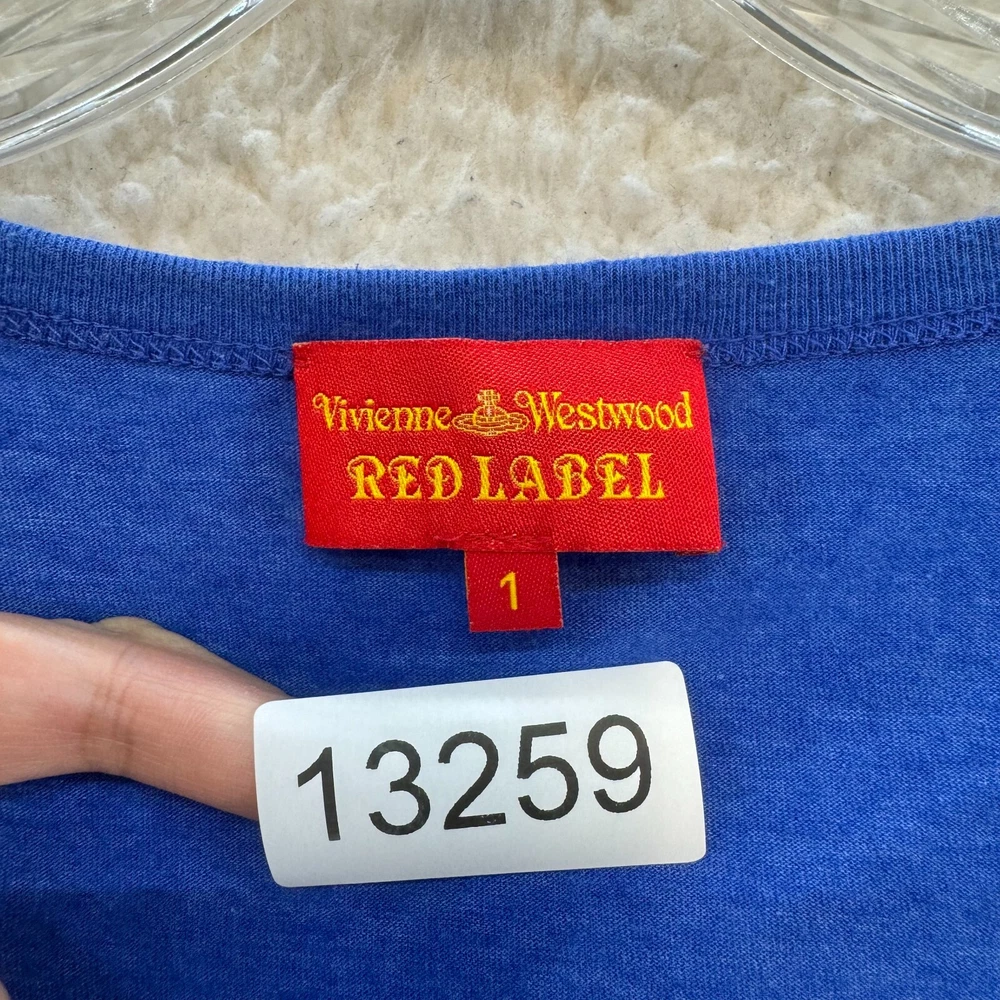 Vivienne Westwood
RED LABEL
1
13259